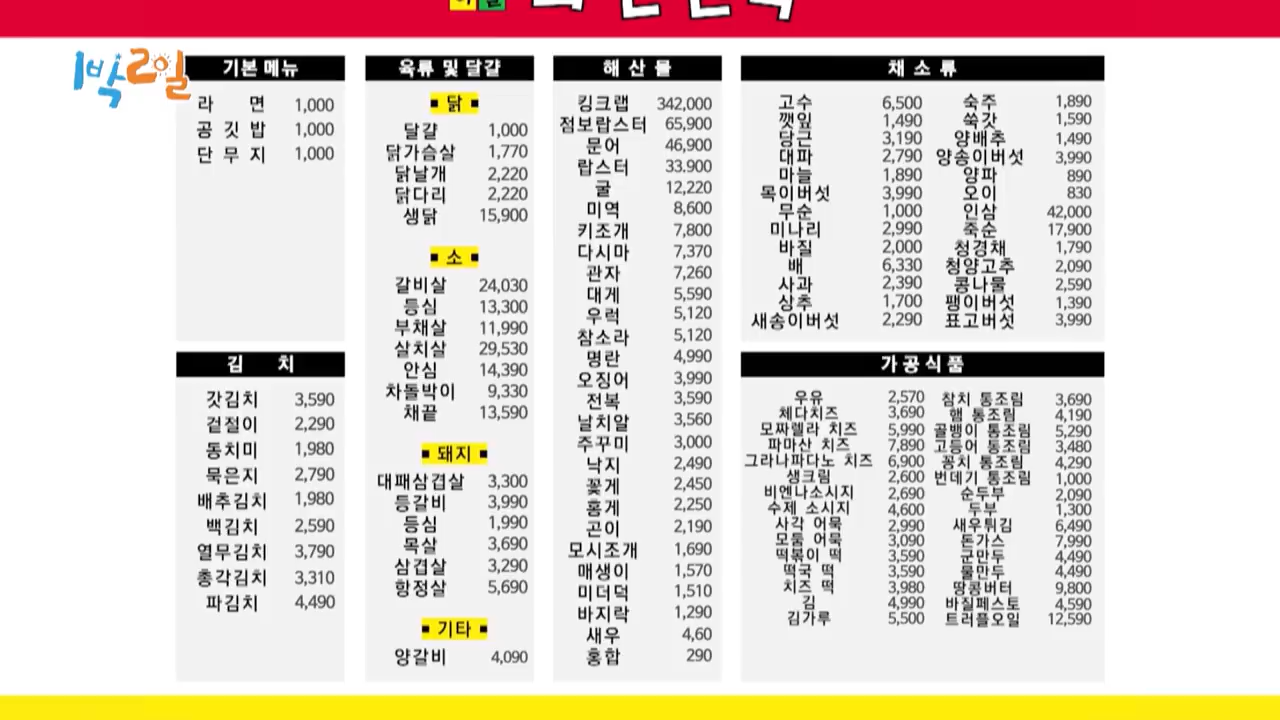 1박2일
기본 메뉴
라 면 1,000
공 깃 밥 1,000
단 무 지 1,000
김 치
갓김치 3,590
겉절이 2,290
동치미 1,980
묵은지 2,790
배추김치 1,980
백김치 2,590
열무김치 3,790
총각김치 3,310
파김치 4,490
육류 및 달걀
닭
달걀 1,000
닭가슴살 1,770
닭날개 2,220
닭다리 2,220
생닭 15,900
소
갈비살 24,030
등심 13,300
부채살 11,990
살치살 29,530
안심 14,390
차돌박이 9,330
채끝 13,590
돼지
대패삼겹살 3,300
등갈비 3,990
등심 1,990
목살 3,690
삼겹살 3,290
항정살 5,690
기타
양갈비 4,090
해 산 물
킹크랩 342,000
점보랍스터 65,900
문어 46,900
랍스터 33.900
굴 12,220
미역 8,600
키조개 7,800
다시마 7,370
관자 7,260
대게 5,590
우럭 5,120
참소라 5,120
명란 4,990
오징어 3,990
전복 3,590
날치알 3,560
주꾸미 3,000
낙지 2,490
꽃게 2,450
홍게 2,250
곤이 2,190
모시조개 1,690
매생이 1,570
미더덕 1,510
바지락 1,290
새우 4,60
홍합 290
채 소 류
고수 6,500 숙주 1,890
깻잎 1,490 쑥갓 1,590
당근 3,190 양배추 1,490
대파 2,790 양송이버섯 3,990
마늘 1,890 양파 890
목이버섯 3,990 오이 830
무순 1,000 인삼 42,000
미나리 2,990 죽순 17,900
바질 2,000 청경채 1,790
배 6,330 청양고추 2,090
사과 2,390 콩나물 2,590
상추 1,700 팽이버섯 1,390
새송이버섯 2,290 표고버섯 3,990
가 공 식 품
우유 2,570 참치 통조림 3,690
체다치즈 3,690 햄 통조림 4,190
모짜렐라 치즈 5,990 골뱅이 통조림 5,290
파마산 치즈 7,890 고등어 통조림 3,480
그라나파다노 치즈 6,900 꽁치 통조림 4,290
생크림 2,600 번데기 통조림 1,000
비엔나소시지 2,690 순두부 2,090
수제 소시지 4,600 두부 1,300
사각 어묵 2,990 새우튀김 6,490
모둠 어묵 3,090 돈가스 7,990
떡볶이 떡 3,590 군만두 4,490
떡국 떡 3,590 물만두 4,490
치즈 떡 3,980 땅콩버터 9,800
김 4,990 바질페스토 4,590
김가루 5,500 트러플오일 12,590